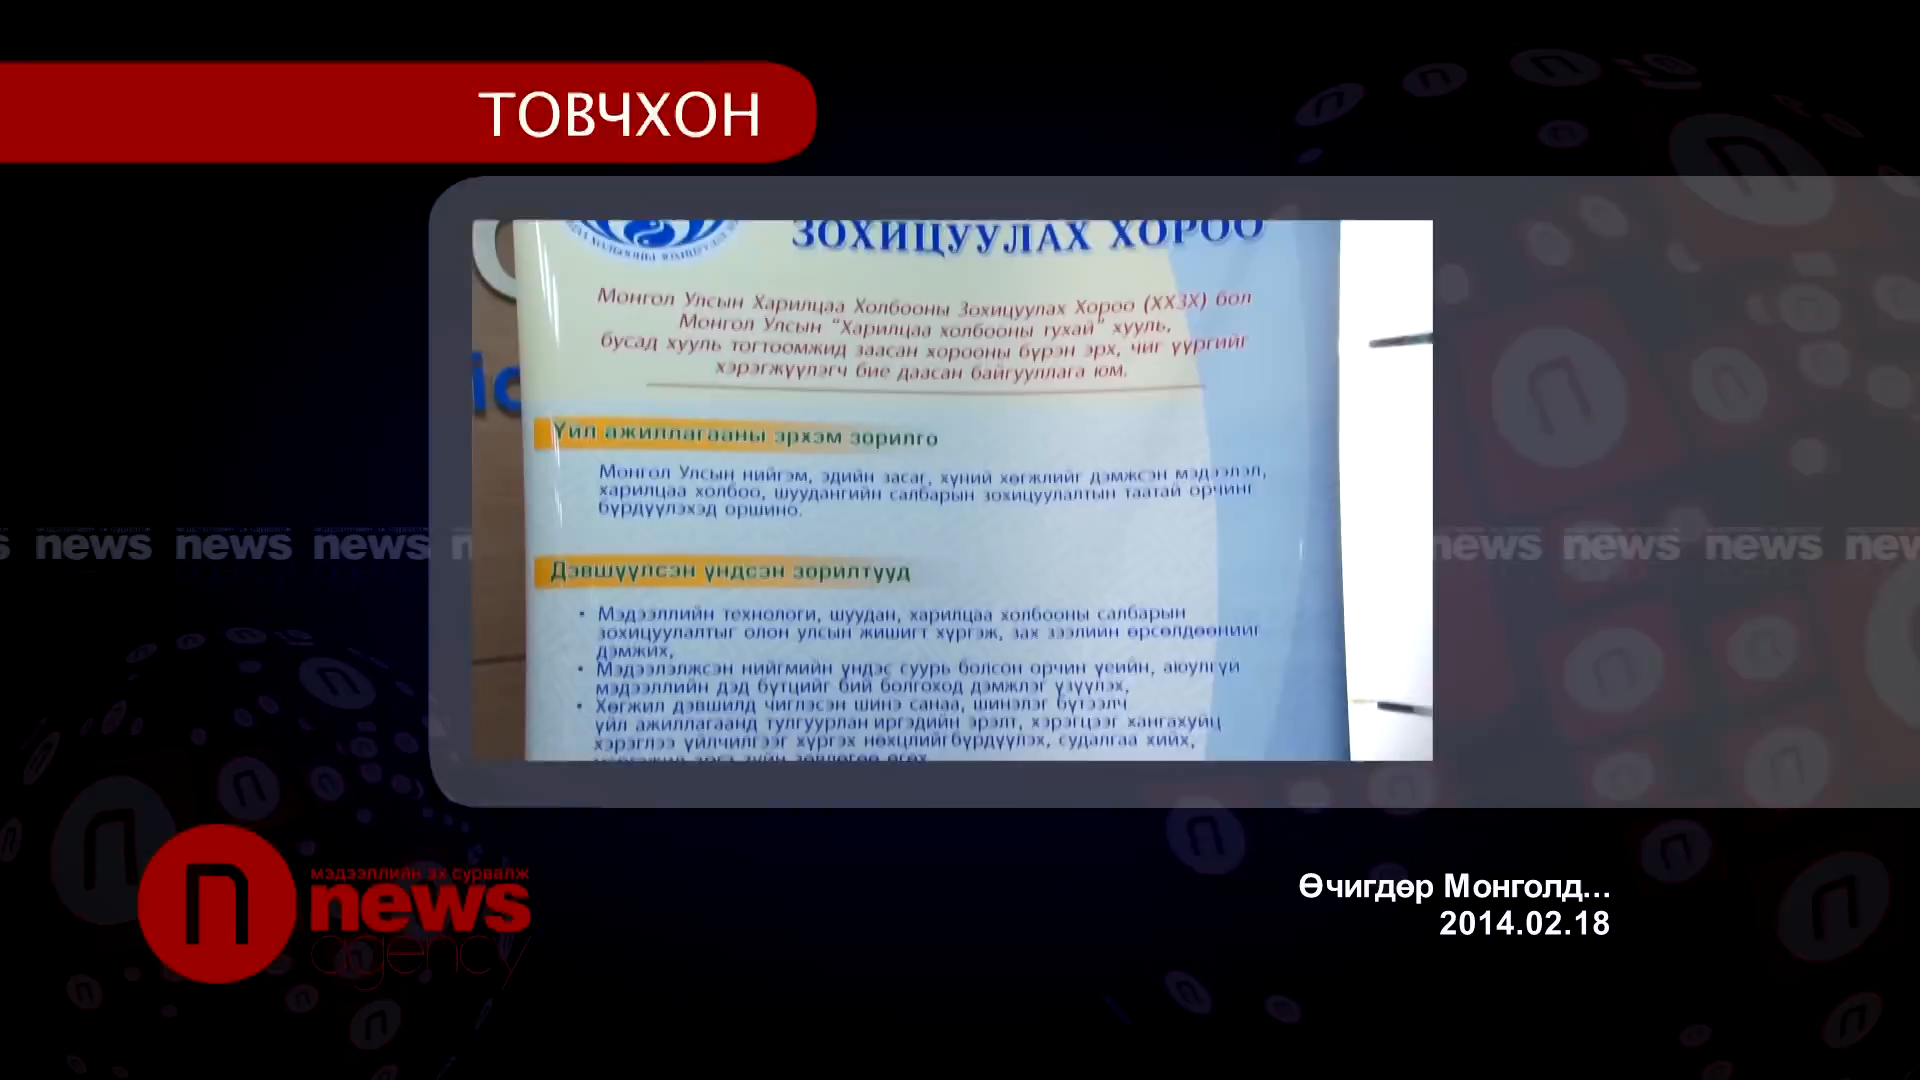 ТОВЧХОН
ЗОХИЦУУЛАХ ХОРОО
Монгол Улсын Харилцаа Холбооны Зохицуулах Хороо (ХХЗХ) бол
Монгол Улсын "Харилцаа холбооны тухай" хууль,
бусад хууль тогтоомжид заасан хорооны бүрэн эрх, чиг үүргийг
хэрэгжүүлэгч бие даасан байгууллага юм.
Үйл ажиллагааны эрхэм зорилго
Монгол Улсын нийгэм, эдийн засаг, хүний хөгжлийг дэмжсэн мэдээлэл,
харилцаа холбоо, шуудангийн салбарын зохицуулалтын таатай орчинг
бүрдүүлэхэд оршино.
Дэвшүүлсэн үндсэн зорилтууд
• Мэдээллийн технологи, шуудан, харилцаа холбооны салбарын
зохицуулалтыг олон улсын жишигт хүргэж, зах зээлийн өрсөлдөөнийг
дэмжих,
• Мэдээлэлжсэн нийгмийн үндэс суурь болсон орчин үеийн, аюулгүй
мэдээллийн дэд бүтцийг бий болгоход дэмжлэг үзүүлэх,
• Хөгжил дэвшилд чиглэсэн шинэ санаа, шинэлэг бүтээлч
үйл ажиллагаанд тулгуурлан иргэдийн эрэлт, хэрэгцээг хангахуйц
хэрэглээ үйлчилгээг хүргэх нөхцлийг бүрдүүлэх, судалгаа хийх,
news news news
news news news
мэдээллийн эх сурвалж
news
agency
Өчигдөр Монголд...
2014.02.18